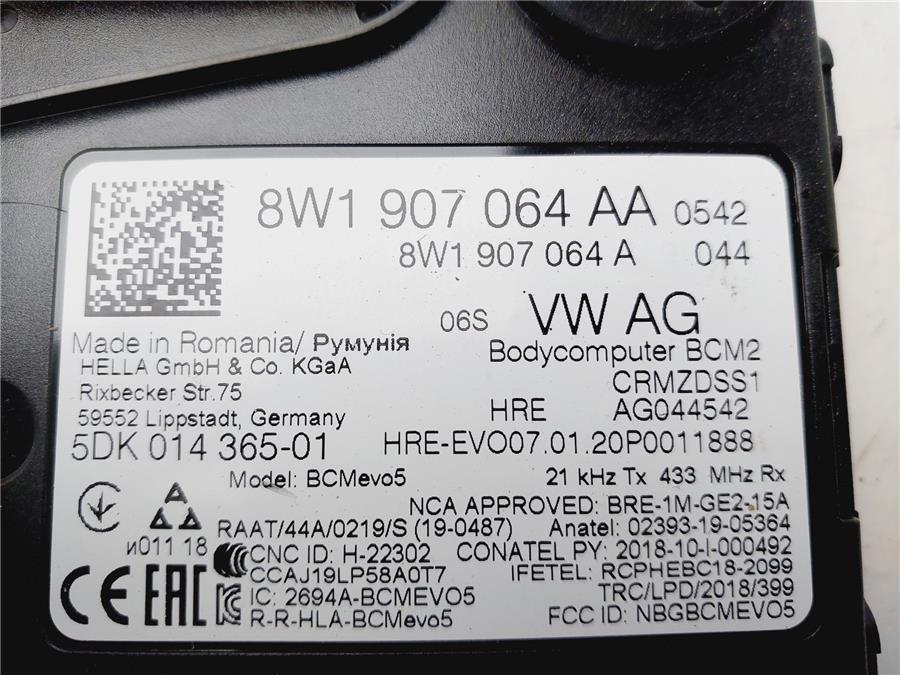 8W1 907 064 AA 0542
8W1 907 064 A 044
06S VW AG
Made in Romania/ Румунія
Bodycomputer BCM2
HELLA GmbH & Co. KGaA
CRMZDSS1
Rixbecker Str.75
HRE AG044542
59552 Lippstadt, Germany
5DK 014 365-01 HRE-EVO07.01.20P0011888
Model: BCMevo5 21 kHz Tx 433 MHz Rx
NCA APPROVED: BRE-1M-GE2-15A
RAAT/44A/0219/S (19-0487) Anatel: 02393-19-05364
и011 18 CNC ID: H-22302 CONATEL PY: 2018-10-I-000492
CCAJ19LP58A0T7 IFETEL: RCPHEBC18-2099
CE EAC IC: 2694A-BCMEVO5 TRC/LPD/2018/399
R-R-HLA-BCMevo5 FCC ID: NBGBCMEVO5